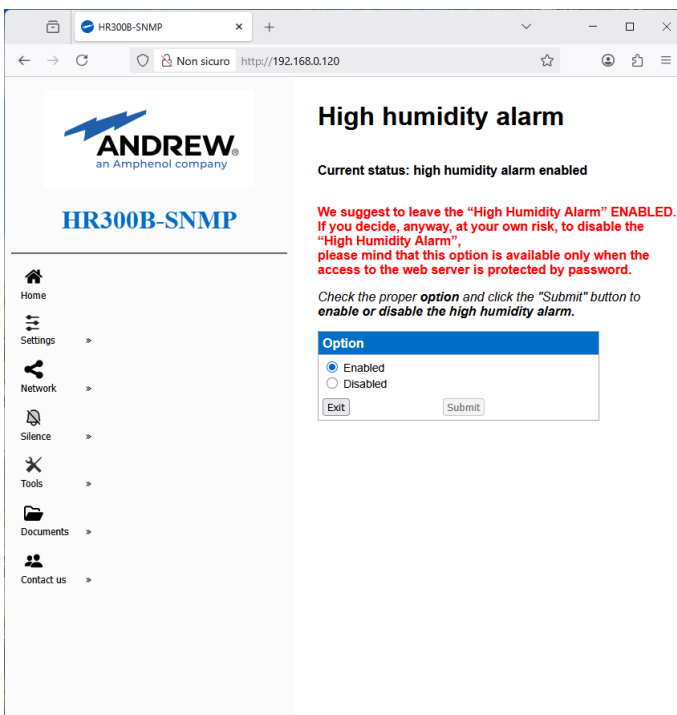 HR300B-SNMP
Non sicuro http://192.168.0.120
ANDREW®
an Amphenol company
HR300B-SNMP
Home
Settings »
Network »
Silence »
Tools »
Documents »
Contact us »
High humidity alarm
Current status: high humidity alarm enabled
We suggest to leave the “High Humidity Alarm” ENABLED.
If you decide, anyway, at your own risk, to disable the
“High Humidity Alarm”,
please mind that this option is available only when the
access to the web server is protected by password.
Check the proper option and click the "Submit" button to
enable or disable the high humidity alarm.
Option
Enabled
Disabled
Exit Submit